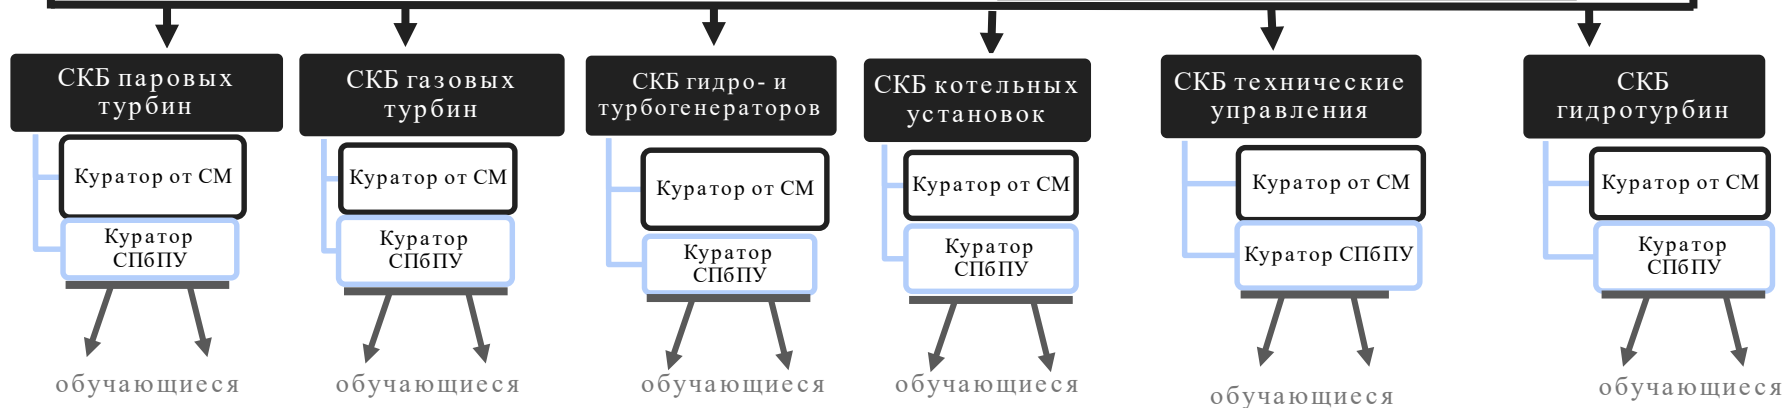 СКБ паровых
турбин
Куратор от СМ
Куратор
СПбПУ
обучающиеся
СКБ газовых
турбин
Куратор от СМ
Куратор
СПбПУ
обучающиеся
СКБ гидро- и
турбогенераторов
Куратор от СМ
Куратор
СПбПУ
обучающиеся
СКБ котельных
установок
Куратор от СМ
Куратор
СПбПУ
обучающиеся
СКБ технические
управления
Куратор от СМ
Куратор СПбПУ
обучающиеся
СКБ
гидротурбин
Куратор от СМ
Куратор
СПбПУ
обучающиеся